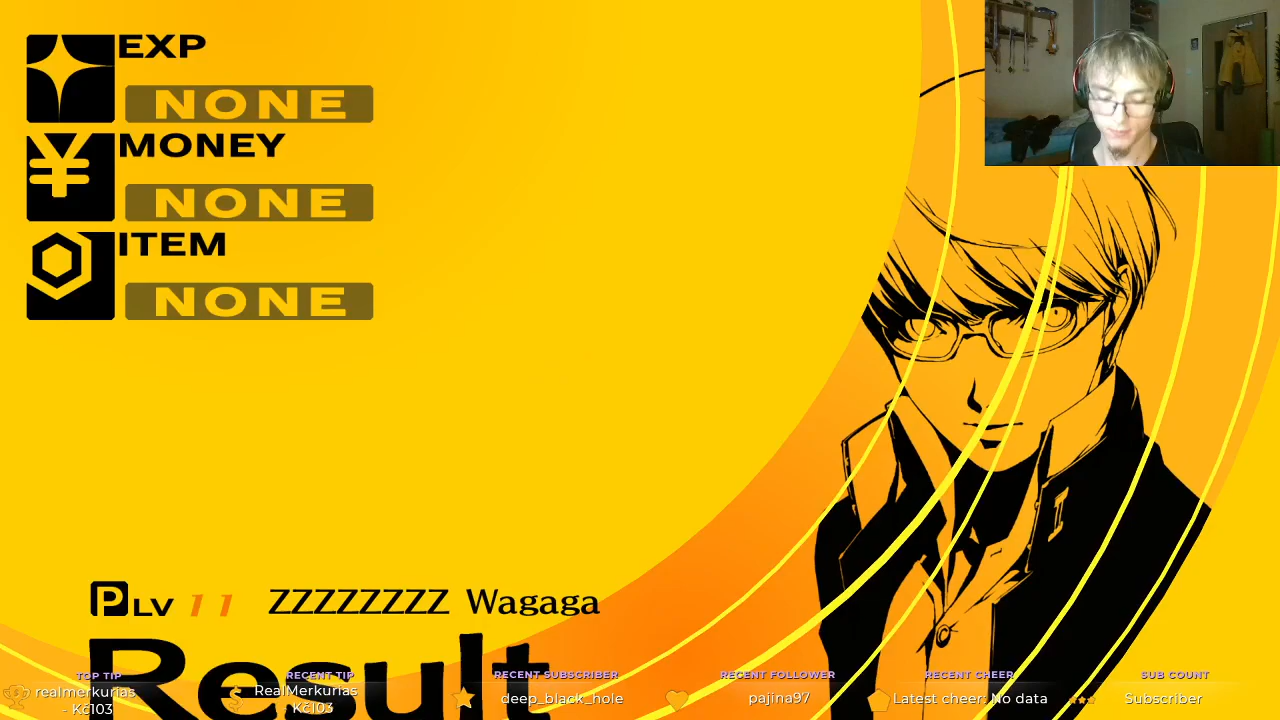 EXP
NONE
MONEY
NONE
ITEM
NONE
PLV 11 ZZZZZZZZ Wagaga
Result
TOP TIP
realmerkurias
- Kč103
RECENT TIP
RealMerkurias
- Kč103
RECENT SUBSCRIBER
deep_black_hole
RECENT FOLLOWER
pajina97
RECENT CHEER
Latest cheer: No data
SUB COUNT
Subscriber